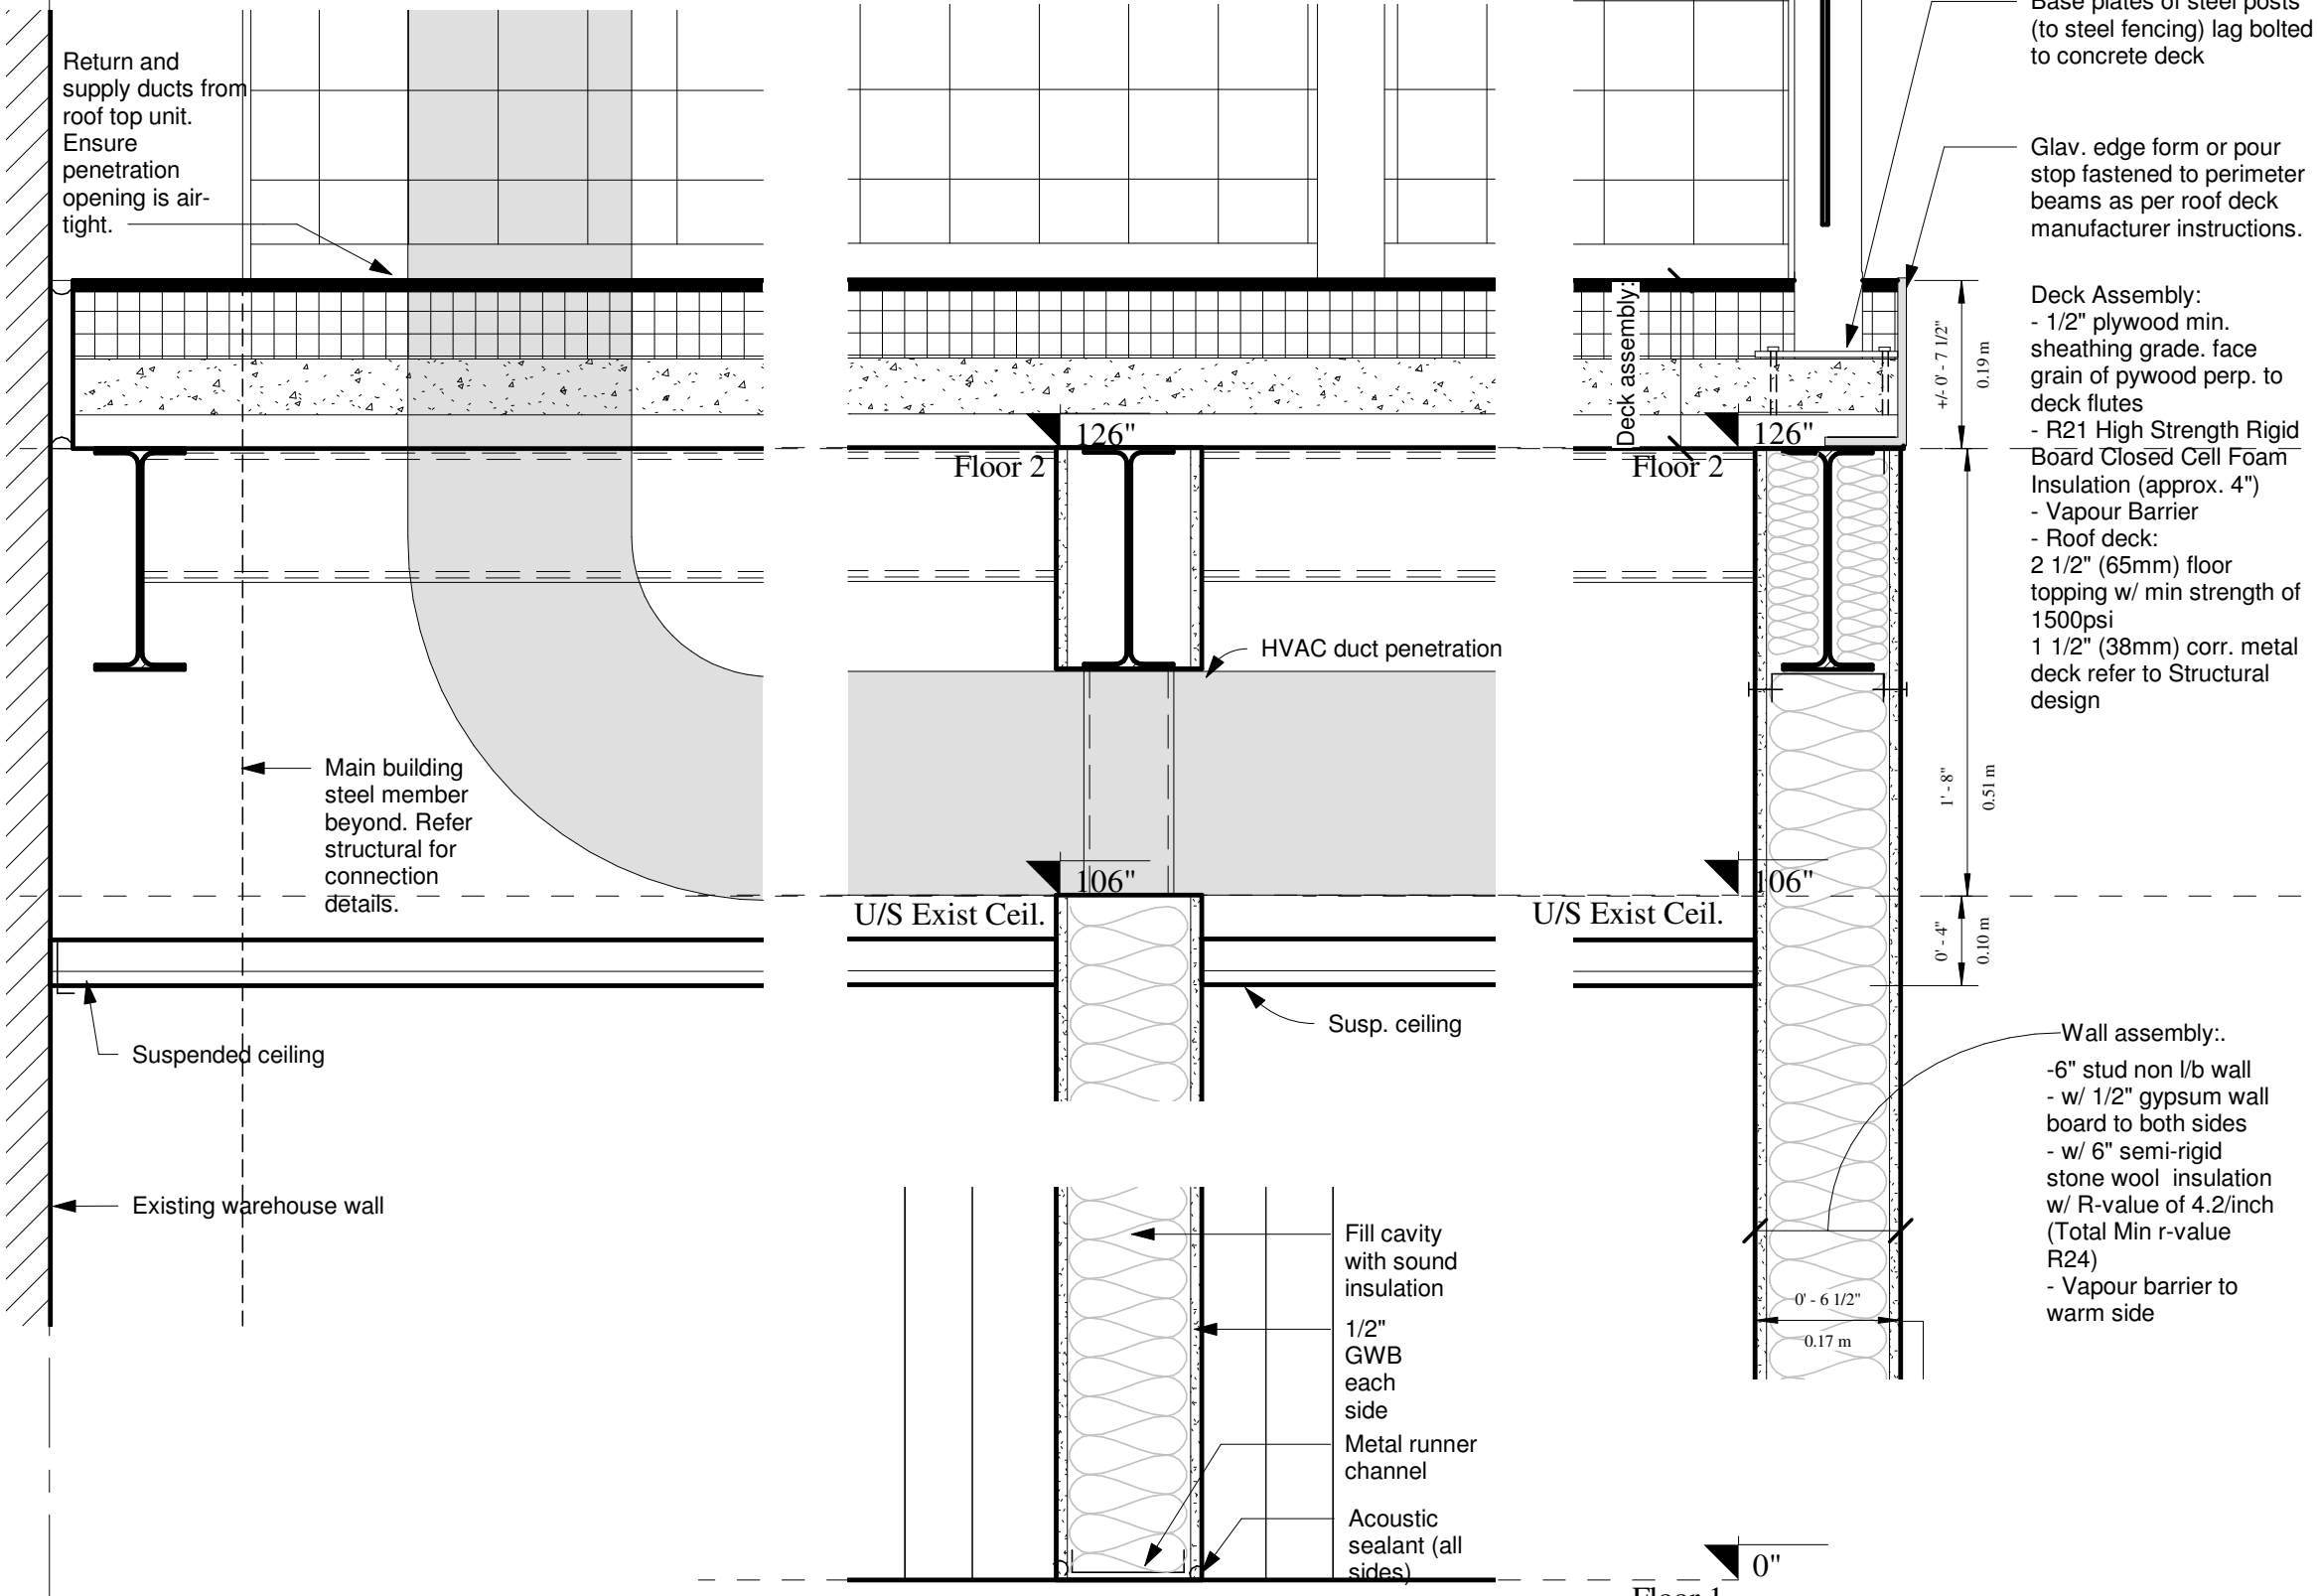 Return and
supply ducts from
roof top unit.
Ensure
penetration
opening is air-
tight.
Base plates of steel posts
(to steel fencing) lag bolted
to concrete deck
Glav. edge form or pour
stop fastened to perimeter
beams as per roof deck
manufacturer instructions.
Deck Assembly:
- 1/2" plywood min.
sheathing grade. face
grain of pywood perp. to
deck flutes
- R21 High Strength Rigid
Board Closed Cell Foam
Insulation (approx. 4")
- Vapour Barrier
- Roof deck:
2 1/2" (65mm) floor
topping w/ min strength of
1500psi
1 1/2" (38mm) corr. metal
deck refer to Structural
design
Deck assembly:
+/- 0' - 7 1/2"
0.19 m
126"
Floor 2
126"
Floor 2
HVAC duct penetration
Main building
steel member
beyond. Refer
structural for
connection
details.
1' - 8"
0.51 m
106"
U/S Exist Ceil.
106"
U/S Exist Ceil.
0' - 4"
0.10 m
Suspended ceiling
Susp. ceiling
Wall assembly:.
-6" stud non l/b wall
- w/ 1/2" gypsum wall
board to both sides
- w/ 6" semi-rigid
stone wool insulation
w/ R-value of 4.2/inch
(Total Min r-value
R24)
- Vapour barrier to
warm side
Existing warehouse wall
Fill cavity
with sound
insulation
1/2"
GWB
each
side
Metal runner
channel
Acoustic
sealant (all
sides)
0' - 6 1/2"
0.17 m
0"
Floor 1